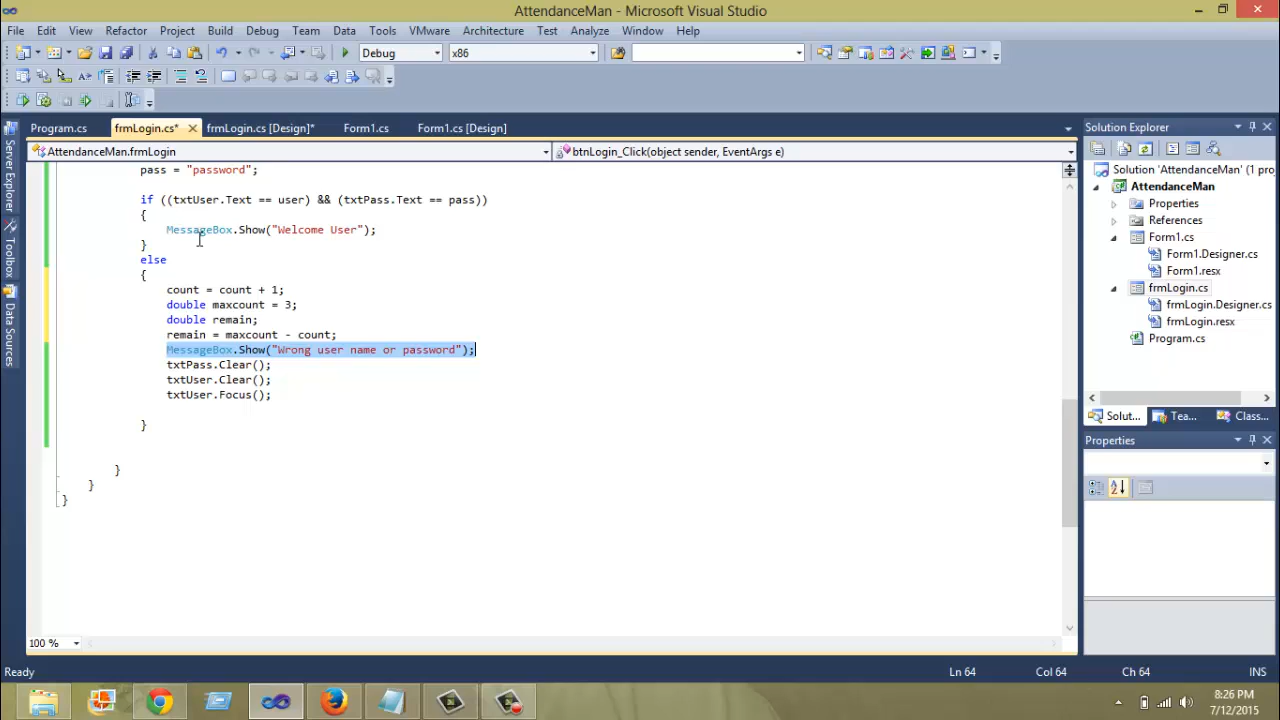 AttendanceMan - Microsoft Visual Studio
File Edit View Refactor Project Build Debug Team Data Tools VMware Architecture Test Analyze Window Help
Debug x86
Program.cs frmLogin.cs* frmLogin.cs [Design]* Form1.cs Form1.cs [Design]
AttendanceMan.frmLogin btnLogin_Click(object sender, EventArgs e)
pass = "password";
if ((txtUser.Text == user) && (txtPass.Text == pass))
{
MessageBox.Show("Welcome User");
}
else
{
count = count + 1;
double maxcount = 3;
double remain;
remain = maxcount - count;
MessageBox.Show("Wrong user name or password");
txtPass.Clear();
txtUser.Clear();
txtUser.Focus();
}
}
}
}
100 %
Server Explorer
Toolbox
Data Sources
Solution Explorer
Solution 'AttendanceMan' (1 proj
AttendanceMan
Properties
References
Form1.cs
Form1.Designer.cs
Form1.resx
frmLogin.cs
frmLogin.Designer.cs
frmLogin.resx
Program.cs
Solut... Tea... Class...
Properties
Ready Ln 64 Col 64 Ch 64 INS
8:26 PM
7/12/2015